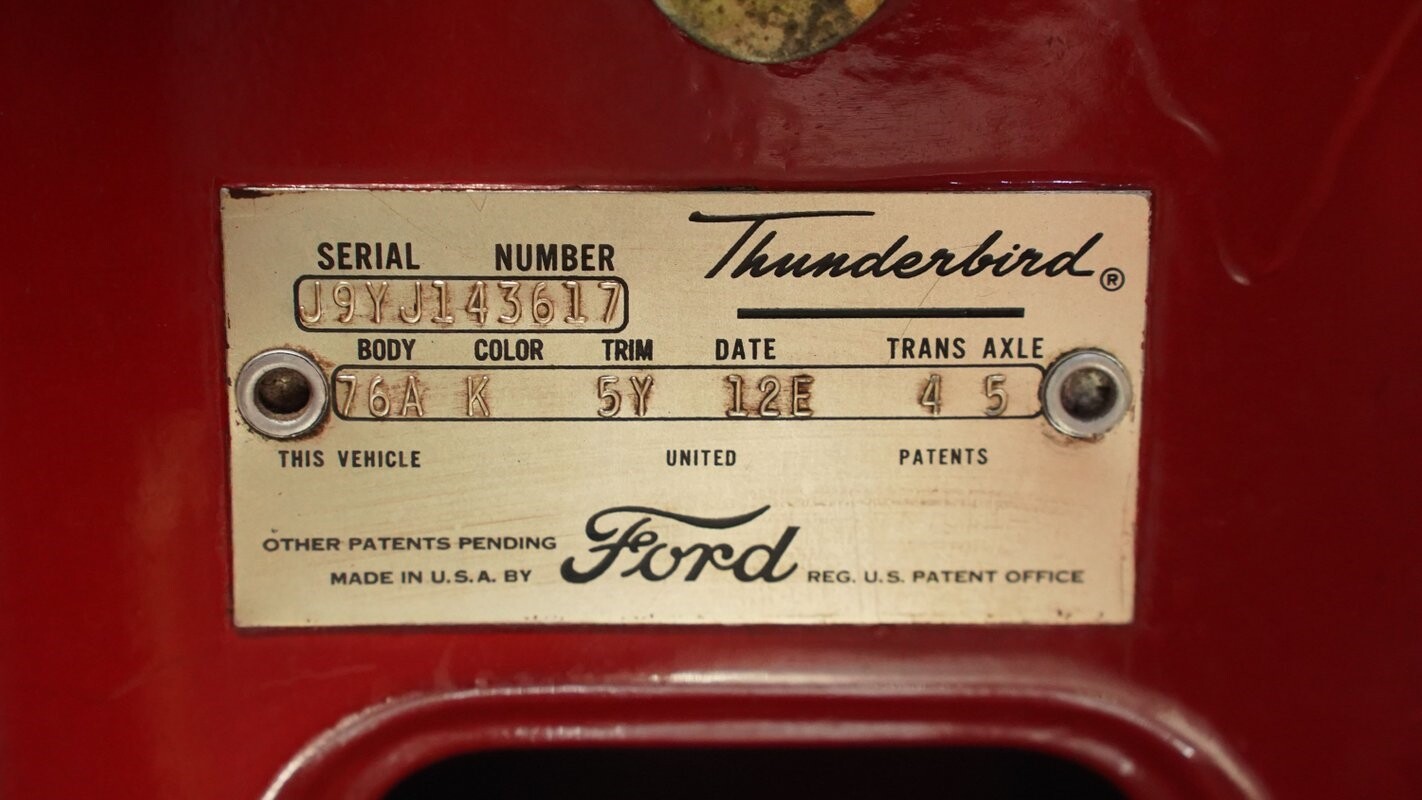 Thunderbird®
SERIAL NUMBER
J9YJ143617
BODY COLOR TRIM DATE TRANS AXLE
76A K 5Y 12E 4 5
THIS VEHICLE UNITED PATENTS
OTHER PATENTS PENDING
MADE IN U.S.A. BY Ford REG. U.S. PATENT OFFICE